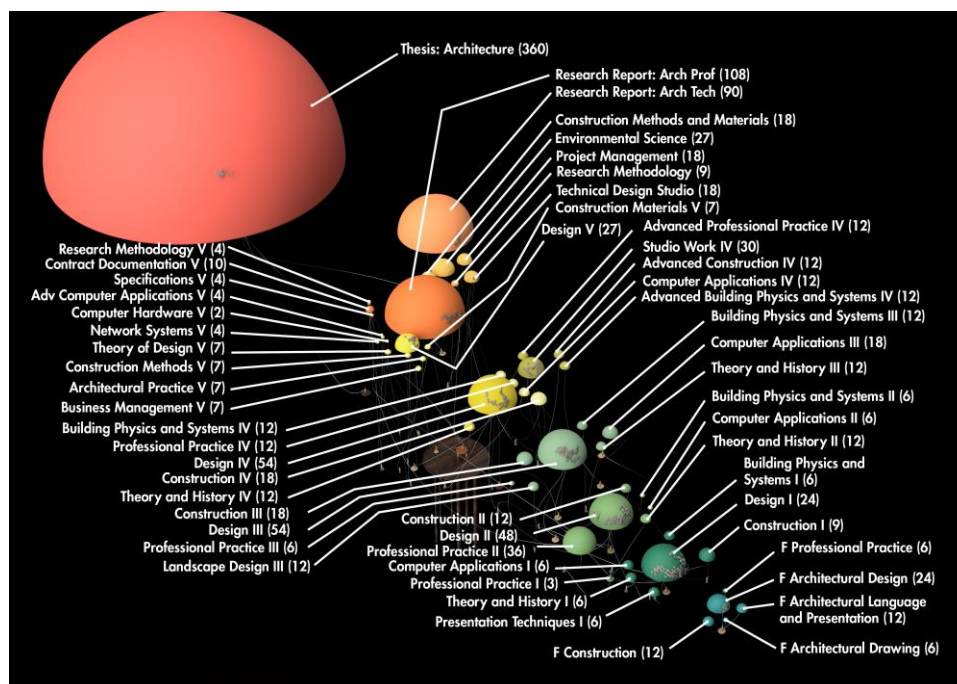 Thesis: Architecture (360)
Research Report: Arch Prof (108)
Research Report: Arch Tech (90)
Construction Methods and Materials (18)
Environmental Science (27)
Project Management (18)
Research Methodology (9)
Technical Design Studio (18)
Construction Materials V (7)
Design V (27)
Advanced Professional Practice IV (12)
Studio Work IV (30)
Advanced Construction IV (12)
Computer Applications IV (12)
Advanced Building Physics and Systems IV (12)
Building Physics and Systems III (12)
Computer Applications III (18)
Theory and History III (12)
Building Physics and Systems II (6)
Computer Applications II (6)
Theory and History II (12)
Building Physics and
Systems I (6)
Design I (24)
Construction I (9)
F Professional Practice (6)
F Architectural Design (24)
F Architectural Language
and Presentation (12)
F Architectural Drawing (6)
Research Methodology V (4)
Contract Documentation V (10)
Specifications V (4)
Adv Computer Applications V (4)
Computer Hardware V (2)
Network Systems V (4)
Theory of Design V (7)
Construction Methods V (7)
Architectural Practice V (7)
Business Management V (7)
Building Physics and Systems IV (12)
Professional Practice IV (12)
Design IV (54)
Construction IV (18)
Theory and History IV (12)
Construction III (18)
Design III (54)
Professional Practice III (6)
Landscape Design III (12)
Construction II (12)
Design II (48)
Professional Practice II (36)
Computer Applications I (6)
Professional Practice I (3)
Theory and History I (6)
Presentation Techniques I (6)
F Construction (12)